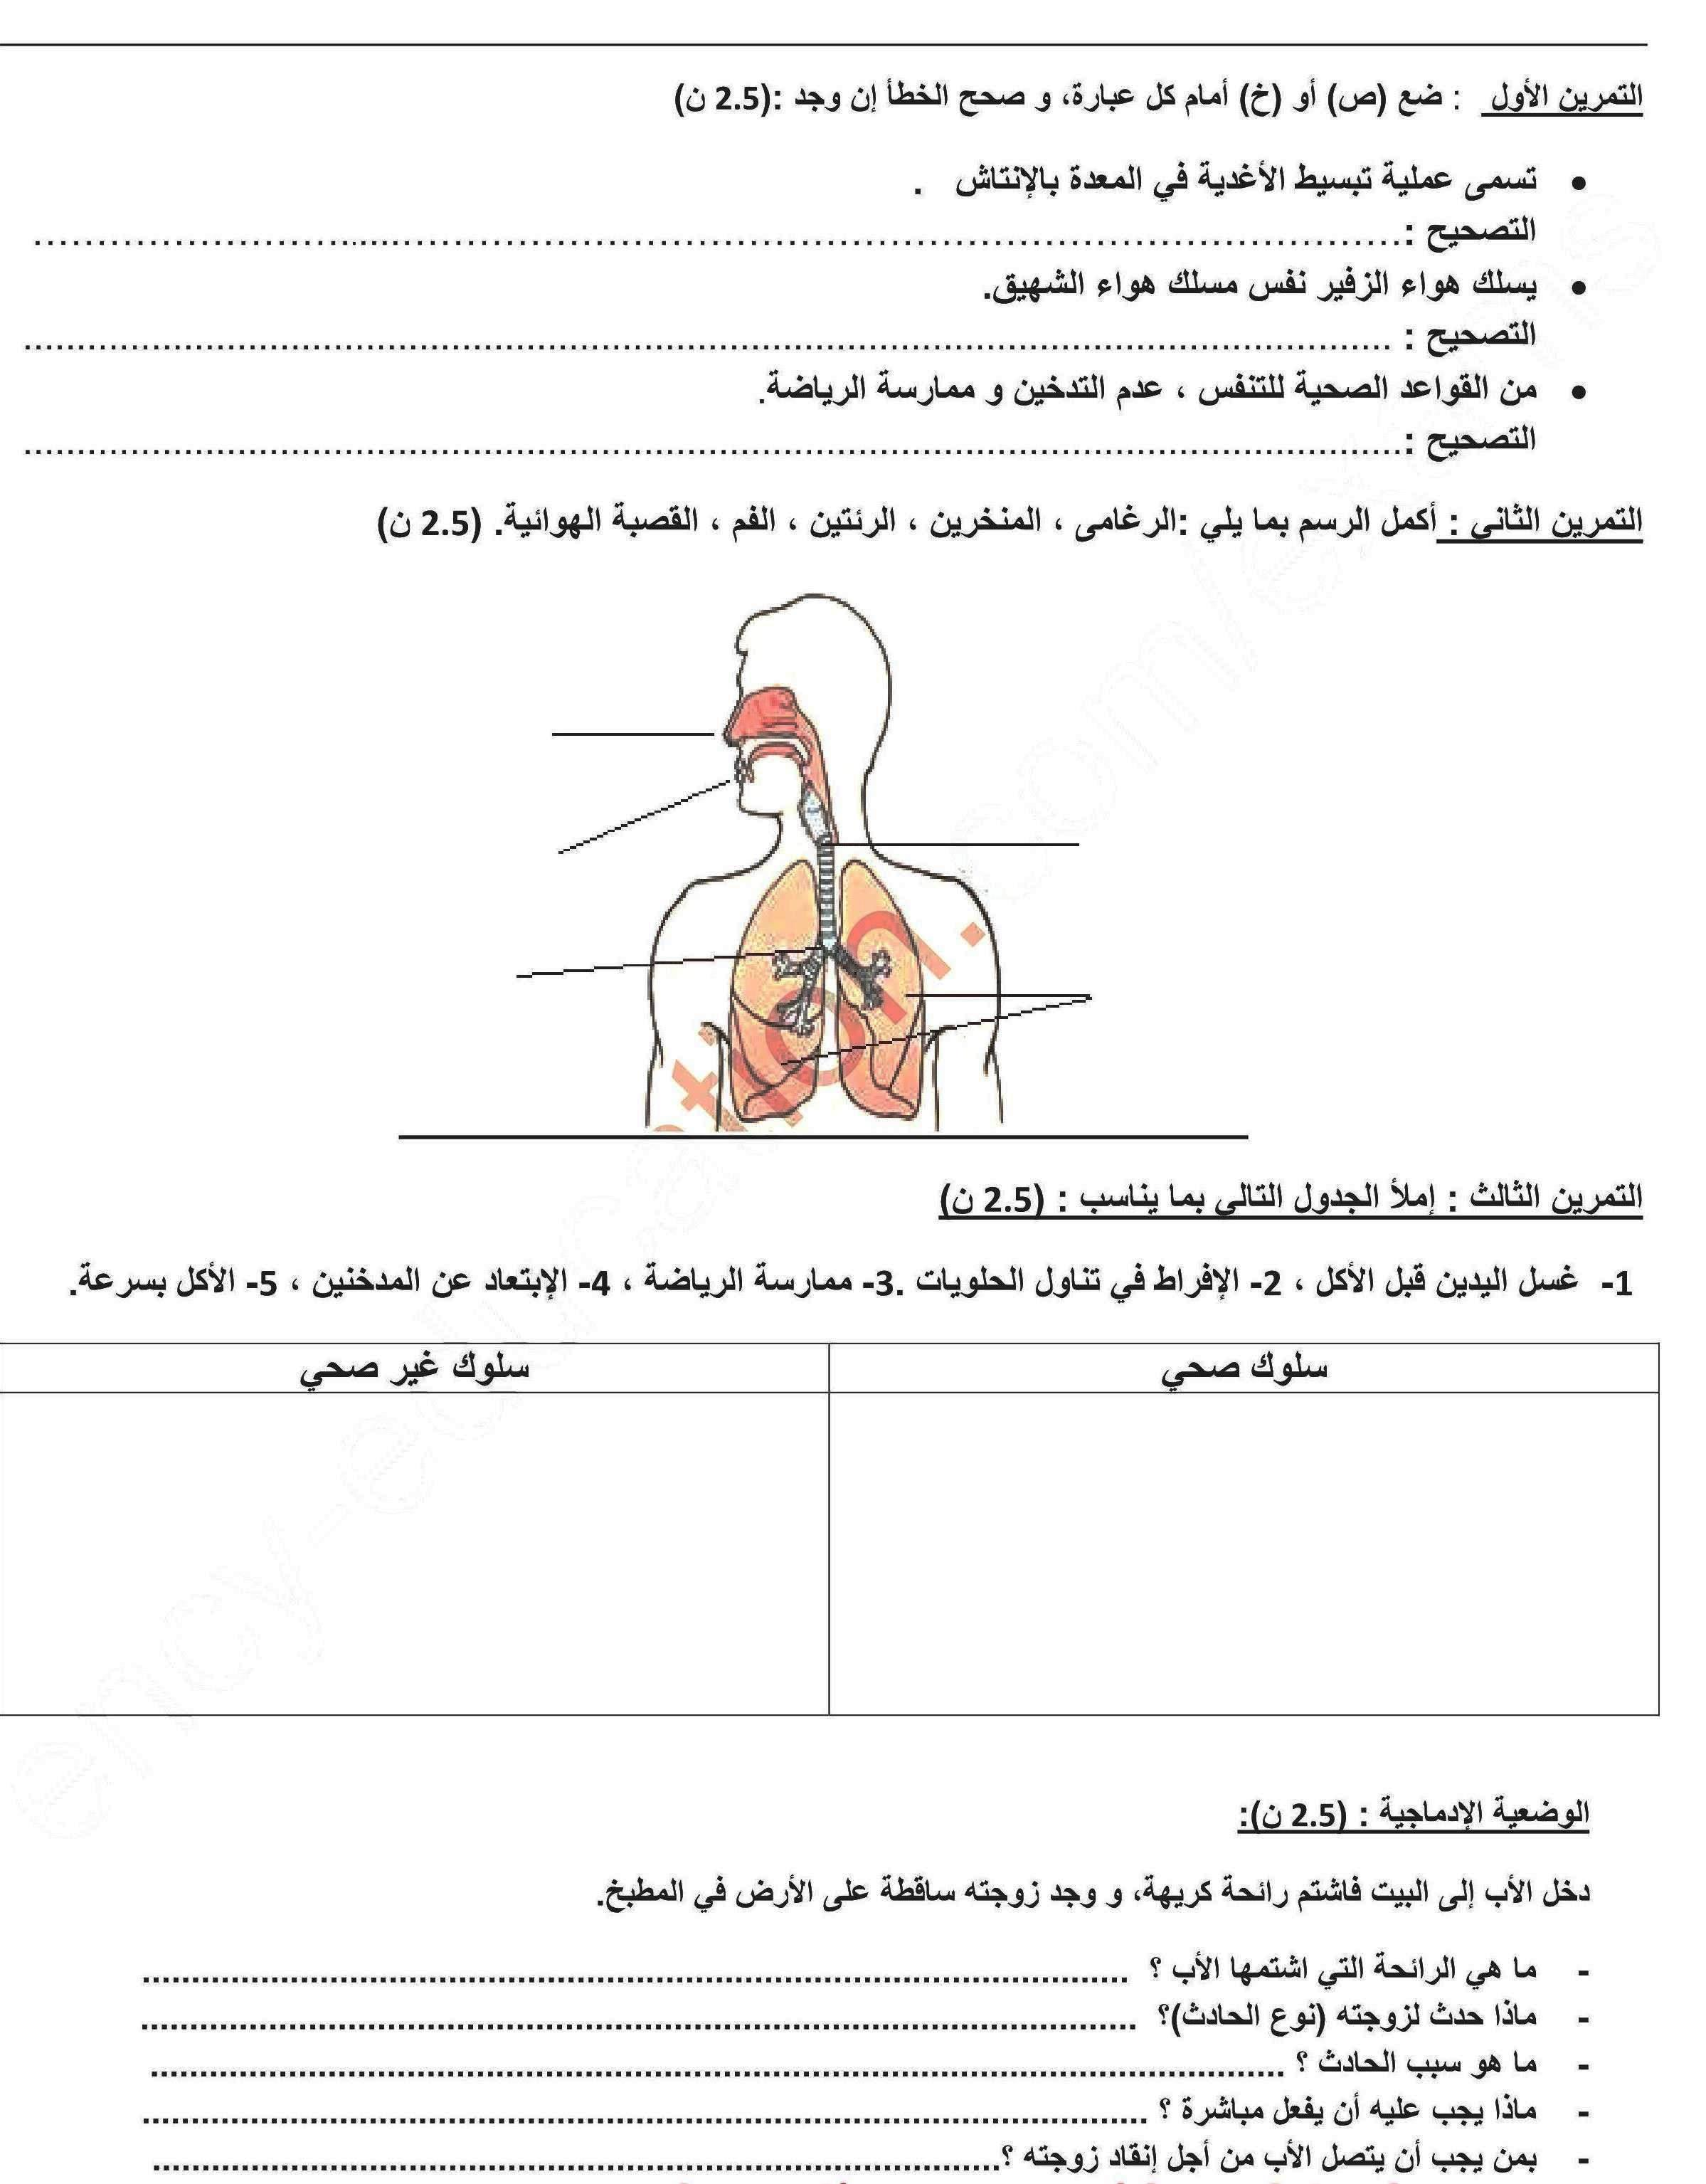 التمرين الأول : ضع (ص) أو (خ) أمام كل عبارة، و صحح الخطأ إن وجد :(2.5 ن)
• تسمى عملية تبسيط الأغدية في المعدة بالإنتاش .
التصحيح :..........................................................................................
• يسلك هواء الزفير نفس مسلك هواء الشهيق.
التصحيح : ..........................................................................................
• من القواعد الصحية للتنفس ، عدم التدخين و ممارسة الرياضة.
التصحيح :..........................................................................................
التمرين الثاني : أكمل الرسم بما يلي :الرغامى ، المنخرين ، الرئتين ، الفم ، القصبة الهوائية. (2.5 ن)
التمرين الثالث : إملأ الجدول التالي بما يناسب : (2.5 ن)
1- غسل اليدين قبل الأكل ، 2- الإفراط في تناول الحلويات .3- ممارسة الرياضة ، 4- الإبتعاد عن المدخنين ، 5- الأكل بسرعة.
سلوك صحي سلوك غير صحي
الوضعية الإدماجية : (2.5 ن):
دخل الأب إلى البيت فاشتم رائحة كريهة، و وجد زوجته ساقطة على الأرض في المطبخ.
- ما هي الرائحة التي اشتمها الأب ؟ ..........................................................................................
- ماذا حدث لزوجته (نوع الحادث)؟ ..........................................................................................
- ما هو سبب الحادث ؟ ..........................................................................................
- ماذا يجب عليه أن يفعل مباشرة ؟ ..........................................................................................
- بمن يجب أن يتصل الأب من أجل إنقاد زوجته ؟..........................................................................................